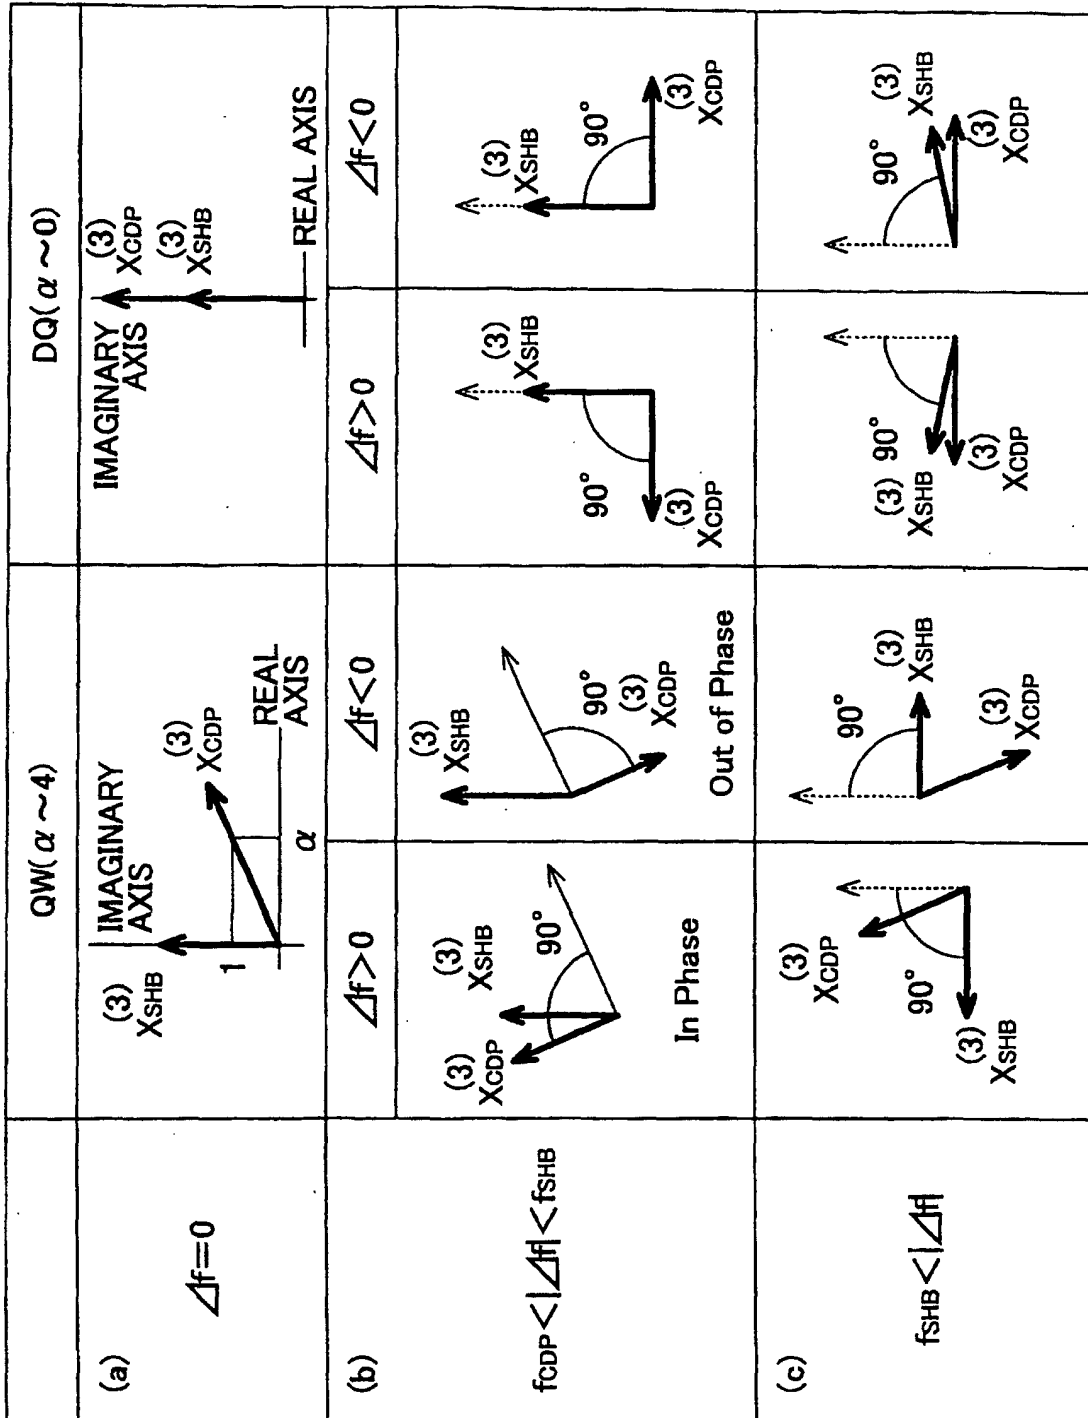 QW(α~4)
DQ(α~0)
(a)
Δf=0
(3)
XSHB
IMAGINARY
AXIS
1
(3)
XCDP
REAL
AXIS
α
IMAGINARY
AXIS
(3)
XCDP
(3)
XSHB
REAL AXIS
Δf>0
Δf<0
Δf>0
Δf<0
(b)
fCDP<|Δf|<fSHB
(3)
XCDP
(3)
XSHB
90°
In Phase
(3)
XSHB
90°
(3)
XCDP
Out of Phase
(3)
XSHB
90°
(3)
XCDP
(3)
XSHB
90°
(3)
XCDP
(c)
fSHB<|Δf|
(3)
XCDP
90°
(3)
XSHB
90°
(3)
XSHB
(3)
XCDP
90°
(3)
XSHB
(3)
XCDP
90°
(3)
XSHB
(3)
XCDP